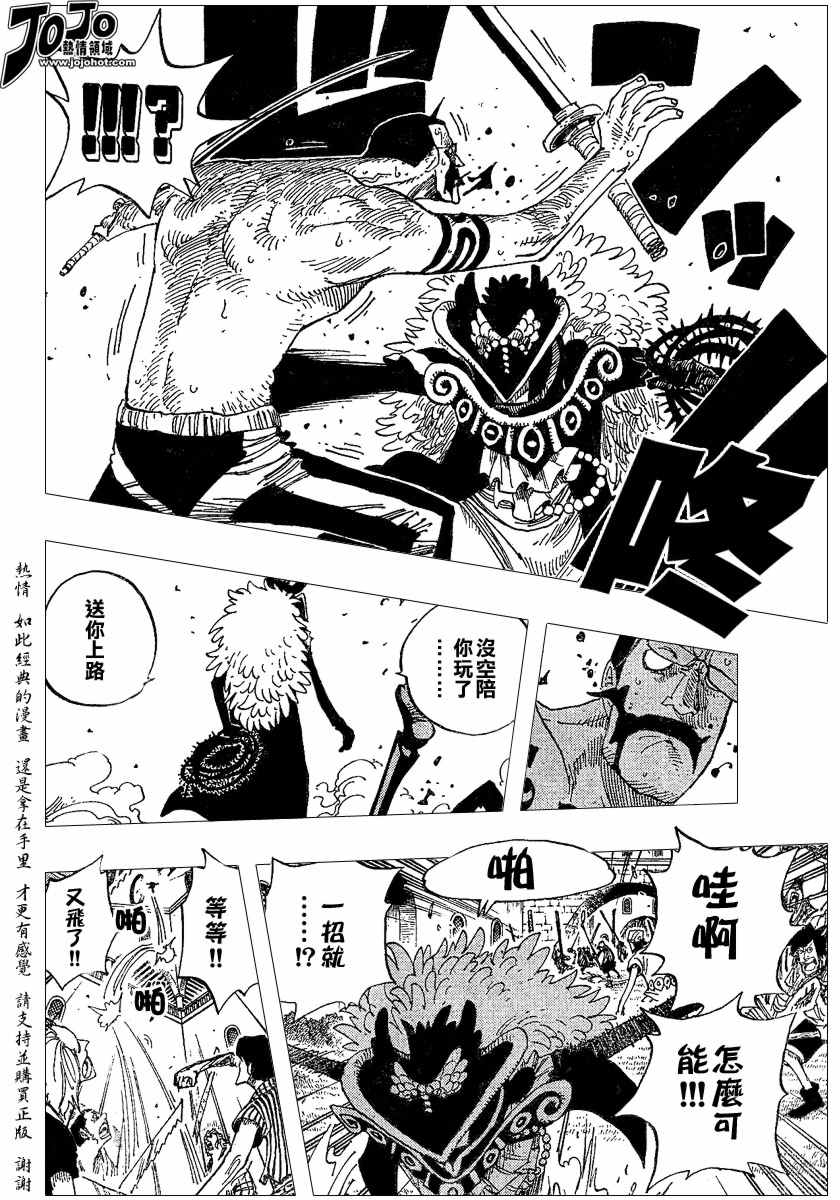 JOJO
熱情領域
www.jojohot.com
!!!?
咚
沒空陪
你玩了
………
送你上路
哇啊
怎麼可
能!!!
啪
一招就
……!?
等等!!
啪
啪
又飛了!!
熱情 如此經典的漫畫 還是拿在手里 才更有感覺 請支持並購買正版 謝謝